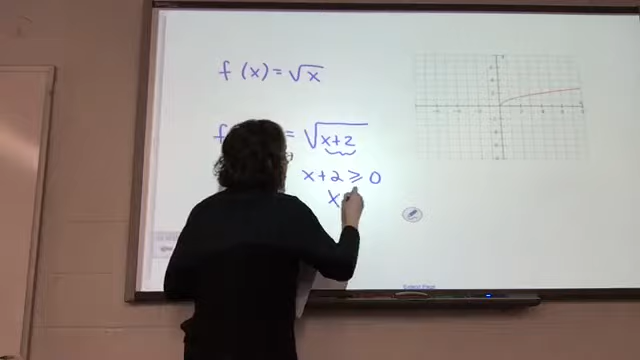 f (x) = √x
f = √x+2
x+2 ≥ 0
x